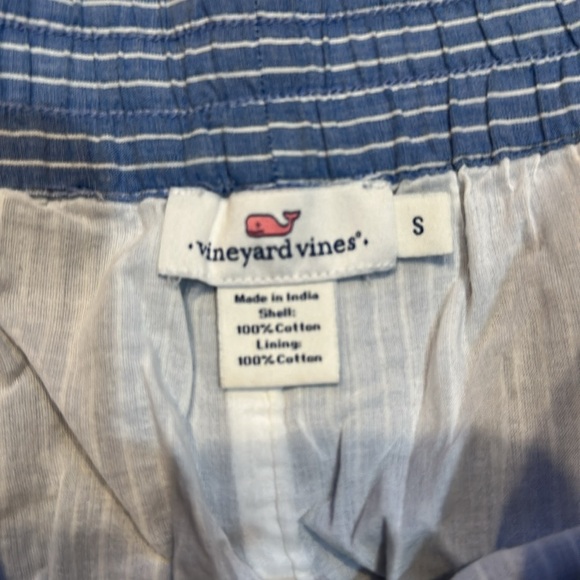 vineyard vines®
S
Made in India
Shell:
100% Cotton
Lining:
100% Cotton